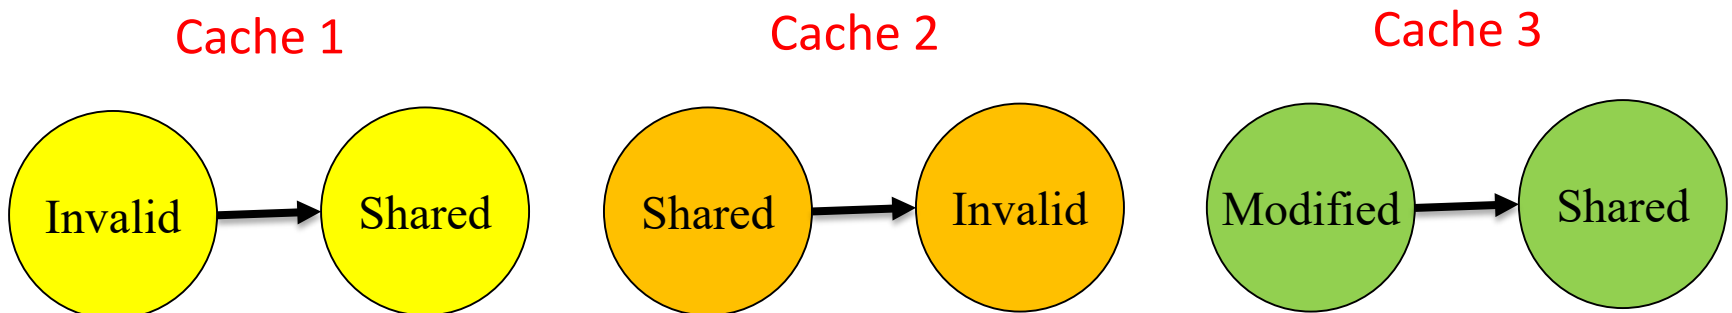 Cache 1
Cache 2
Cache 3
Invalid
Shared
Shared
Invalid
Modified
Shared